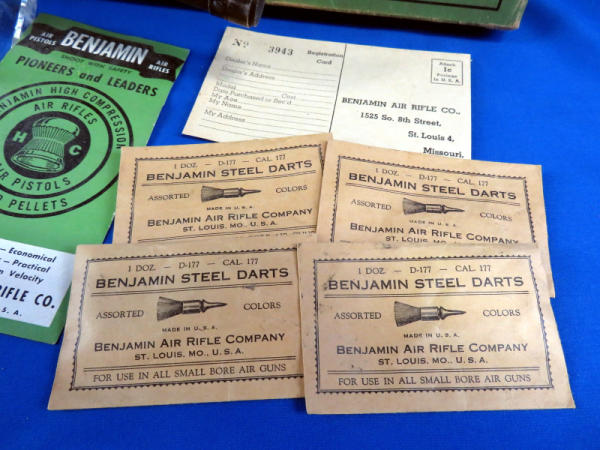 AIR PISTOLS
BENJAMIN
AIR RIFLES
SHOOT WITH SAFETY
PIONEERS and LEADERS
BENJAMIN HIGH COMPRESSION
AIR RIFLES
H C
AIR PISTOLS
PELLETS
Economical
Practical
Velocity
RIFLE CO.
S. A.
No 3943 Registration Card
Dealer's Name
Dealer's Address
Model Cost
Date Purchased or Rec'd
My Age
My Name
My Address
Attach
1c
Postage
in U.S.A.
BENJAMIN AIR RIFLE CO.,
1525 So. 8th Street,
St. Louis 4,
Missouri,
1 DOZ. — D-177 — CAL. 177
BENJAMIN STEEL DARTS
ASSORTED COLORS
MADE IN U.S.A.
BENJAMIN AIR RIFLE COMPANY
ST. LOUIS, MO., U.S.A.
1 DOZ. — D-177 — CAL. 177
BENJAMIN STEEL DARTS
ASSORTED COLORS
MADE IN U.S.A.
BENJAMIN AIR RIFLE COMPANY
ST. LOUIS, MO., U.S.A.
1 DOZ. — D-177 — CAL. 177
BENJAMIN STEEL DARTS
ASSORTED COLORS
MADE IN U.S.A.
BENJAMIN AIR RIFLE COMPANY
ST. LOUIS, MO., U.S.A.
FOR USE IN ALL SMALL BORE AIR GUNS
1 DOZ. — D-177 — CAL. 177
BENJAMIN STEEL DARTS
ASSORTED COLORS
MADE IN U.S.A.
BENJAMIN AIR RIFLE COMPANY
ST. LOUIS, MO., U.S.A.
FOR USE IN ALL SMALL BORE AIR GUNS